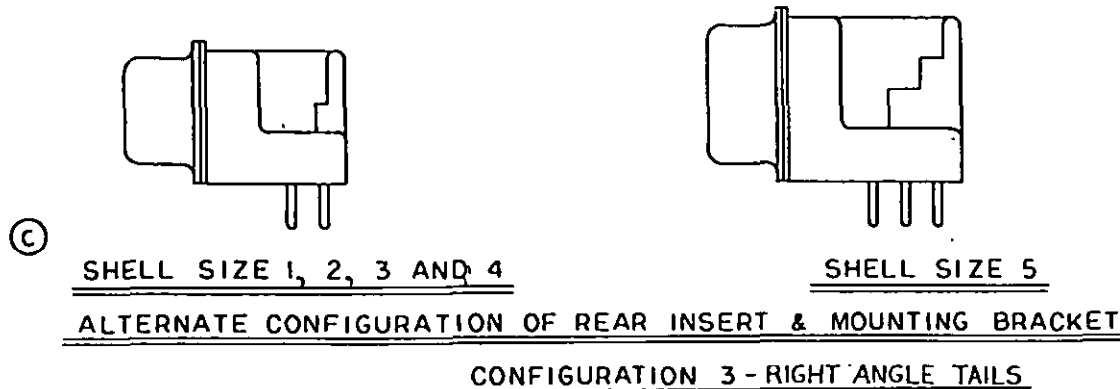 Ⓒ
SHELL SIZE 1, 2, 3 AND 4
SHELL SIZE 5
ALTERNATE CONFIGURATION OF REAR INSERT & MOUNTING BRACKET
CONFIGURATION 3 - RIGHT ANGLE TAILS